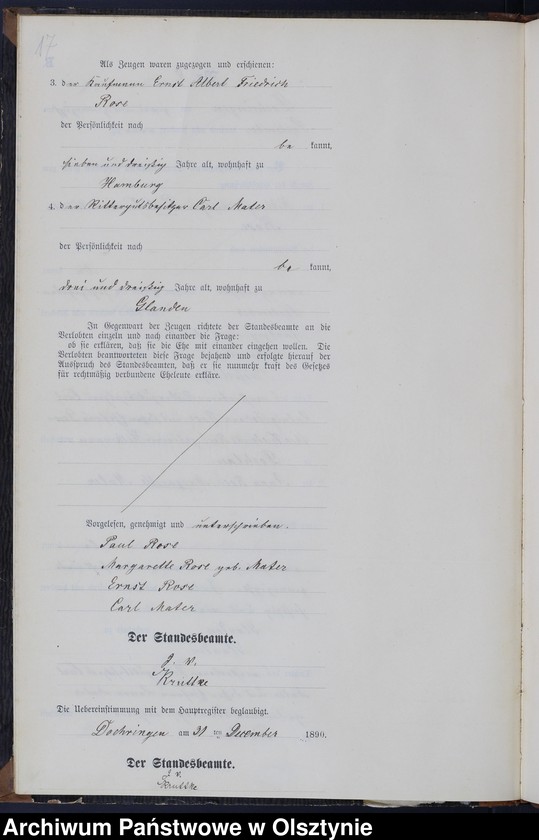 17
Als Zeugen waren zugezogen und erschienen:
3. der Kaufmann Ernst Albert Friedrich
Rose
der Persönlichkeit nach
be kannt,
sieben und dreißig Jahre alt, wohnhaft zu
Hamburg
4. der Rittergutsbesitzer Carl Mater
der Persönlichkeit nach
be kannt,
drei und dreißig Jahre alt, wohnhaft zu
Glanden
In Gegenwart der Zeugen richtete der Standesbeamte an die
Verlobten einzeln und nach einander die Frage:
ob sie erklären, daß sie die Ehe mit einander eingehen wollen. Die
Verlobten beantworteten diese Frage bejahend und erfolgte hierauf der
Ausspruch des Standesbeamten, daß er sie nunmehr kraft des Gesetzes
für rechtmäßig verbundene Eheleute erkläre.
Vorgelesen, genehmigt und unterschrieben.
Paul Rose
Margarethe Rose geb. Mater
Ernst Rose
Carl Mater
Der Standesbeamte.
J. V.
Die Uebereinstimmung mit dem Hauptregister beglaubigt.
Doehringen am 31 ten December 1890.
Der Standesbeamte.
J. V.
Archiwum Państwowe w Olsztynie